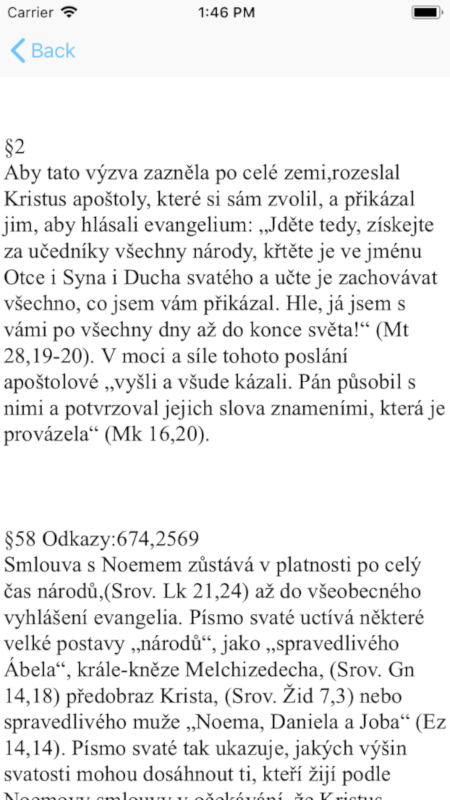 Carrier
1:46 PM
Back
§2
Aby tato výzva zazněla po celé zemi,rozeslal
Kristus apoštoly, které si sám zvolil, a přikázal
jim, aby hlásali evangelium: „Jděte tedy, získejte
za učedníky všechny národy, křtěte je ve jménu
Otce i Syna i Ducha svatého a učte je zachovávat
všechno, co jsem vám přikázal. Hle, já jsem s
vámi po všechny dny až do konce světa!“ (Mt
28,19-20). V moci a síle tohoto poslání
apoštolové „vyšli a všude kázali. Pán působil s
nimi a potvrzoval jejich slova znameními, která je
provázela“ (Mk 16,20).
§58 Odkazy:674,2569
Smlouva s Noemem zůstává v platnosti po celý
čas národů,(Srov. Lk 21,24) až do všeobecného
vyhlášení evangelia. Písmo svaté uctívá některé
velké postavy „národů“, jako „spravedlivého
Ábela“, krále-kněze Melchizedecha, (Srov. Gn
14,18) předobraz Krista, (Srov. Žid 7,3) nebo
spravedlivého muže „Noema, Daniela a Joba“ (Ez
14,14). Písmo svaté tak ukazuje, jakých výšin
svatosti mohou dosáhnout ti, kteří žijí podle
Noemovy smlouvy v očekávání, že Kristus